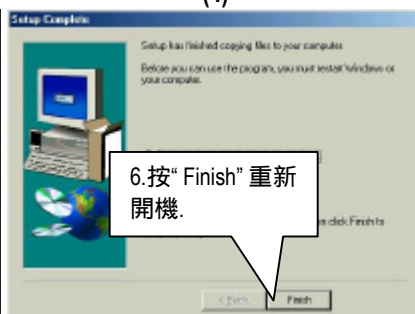 Setup Complete
Setup has finished copying files to your computer.
Before you can use the program, you must restart Windows or
your computer.
6.按“ Finish” 重新
開機.
click Finish to
< Back
Finish